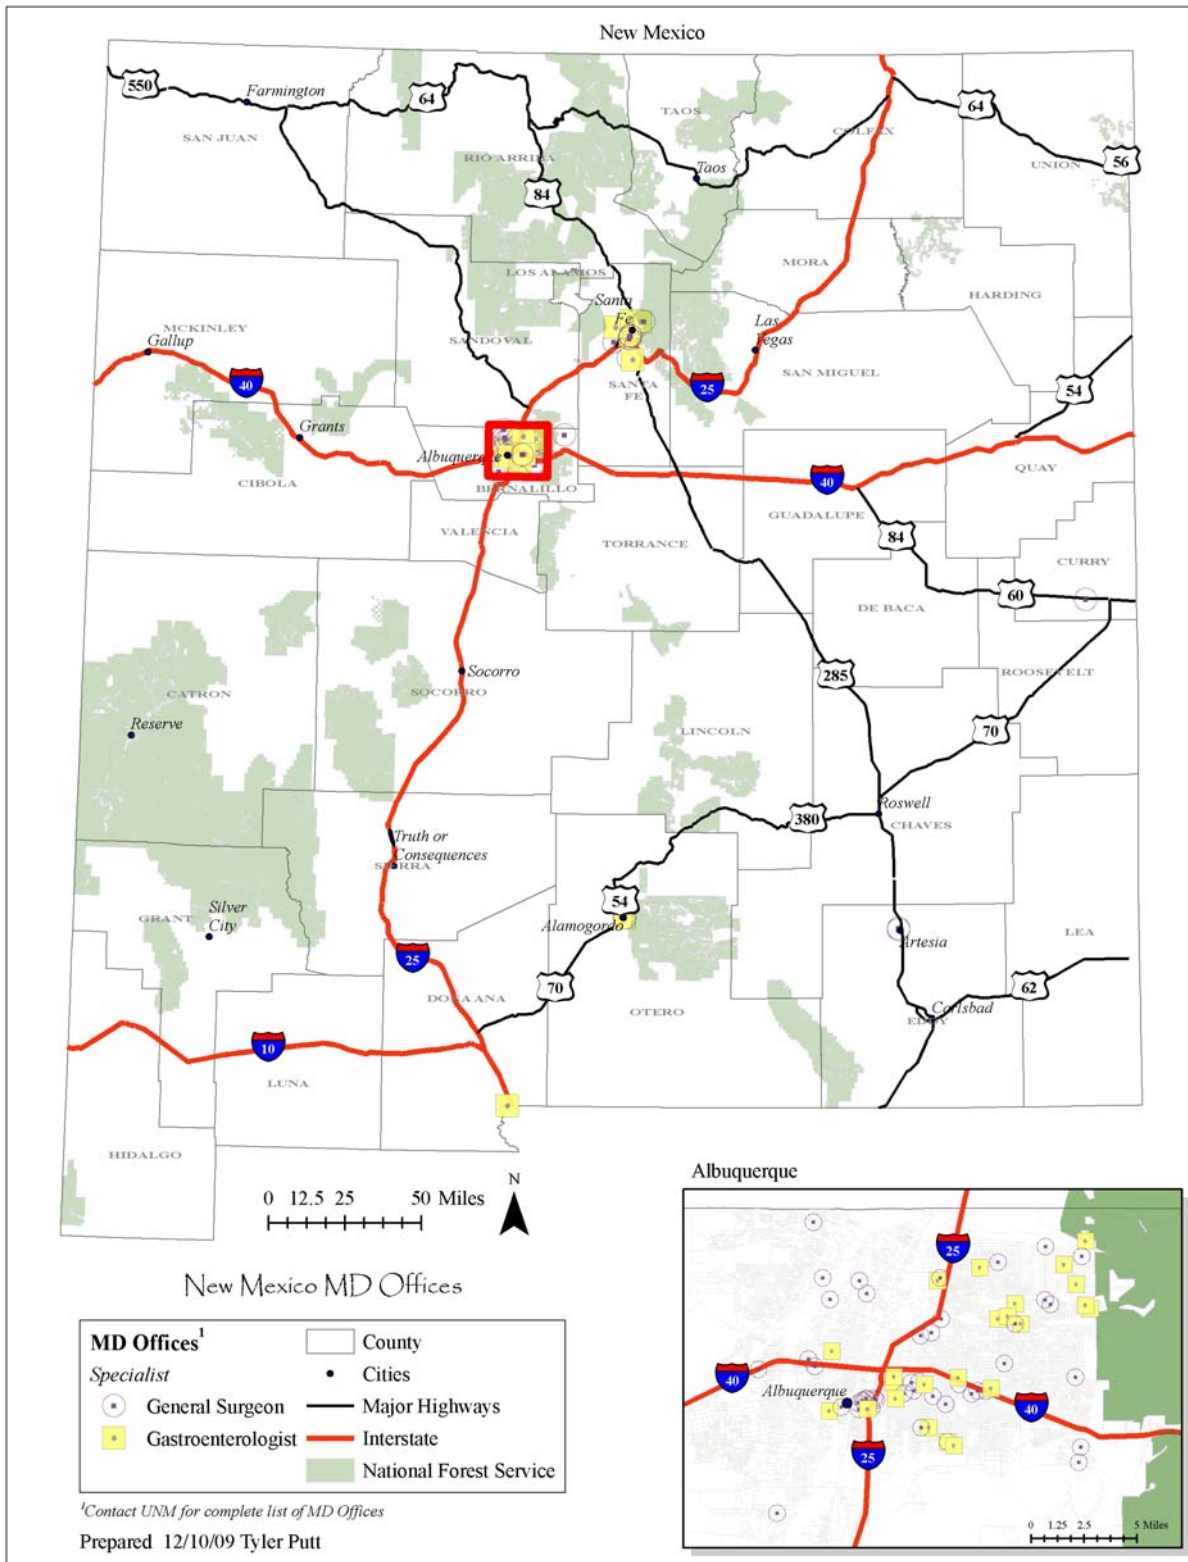 New Mexico
550
Farmington
64
TAOS
64
COLFAX
SAN JUAN
RIO ARRIBA
UNION
56
Taos
84
LOS ALAMOS
MORA
HARDING
Santa
Fe
MCKINLEY
Gallup
SANDOVAL
Las
Vegas
SAN MIGUEL
40
25
54
SANTA
FE
Grants
Albuquerque
QUAY
CIBOLA
BERNALILLO
40
GUADALUPE
VALENCIA
TORRANCE
84
CURRY
60
DE BACA
Socorro
285
ROOSEVELT
CATRON
SOCORRO
Reserve
LINCOLN
70
Roswell
380
CHAVES
Truth or
Consequences
SIERRA
54
Silver
City
GRANT
Alamogordo
Artesia
LEA
25
70
62
DONA ANA
OTERO
Carlsbad
EDDY
10
LUNA
HIDALGO
N
0 12.5 25 50 Miles
Albuquerque
25
40
Albuquerque
40
25
0 1.25 2.5 5 Miles
New Mexico MD Offices
MD Offices1
County
Specialist
Cities
General Surgeon
Major Highways
Gastroenterologist
Interstate
National Forest Service
1Contact UNM for complete list of MD Offices
Prepared 12/10/09 Tyler Putt